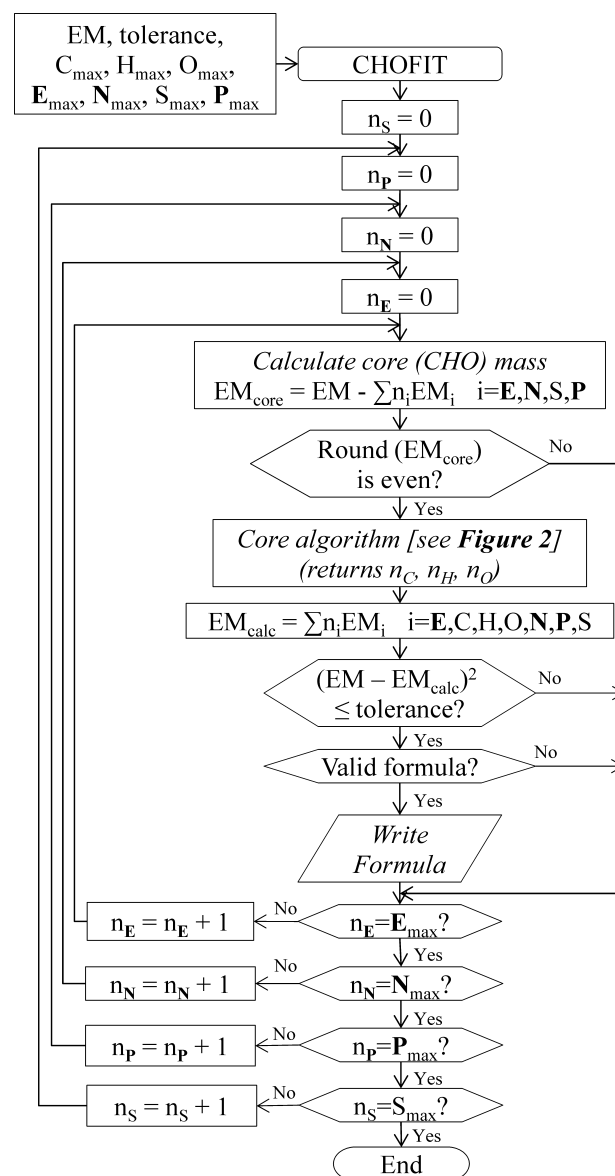 EM, tolerance,
C_max, H_max, O_max,
E_max, N_max, S_max, P_max
CHOFIT
n_S = 0
n_P = 0
n_N = 0
n_E = 0
Calculate core (CHO) mass
EM_core = EM - ∑n_iEM_i i=E,N,S,P
Round (EM_core)
is even?
No
Yes
Core algorithm [see Figure 2]
(returns n_C, n_H, n_O)
EM_calc = ∑n_iEM_i i=E,C,H,O,N,P,S
(EM – EM_calc)²
≤ tolerance?
No
Yes
Valid formula?
No
Yes
Write
Formula
n_E = n_E + 1
No
n_E=E_max?
Yes
n_N = n_N + 1
No
n_N=N_max?
Yes
n_P = n_P + 1
No
n_P=P_max?
Yes
n_S = n_S + 1
No
n_S=S_max?
Yes
End